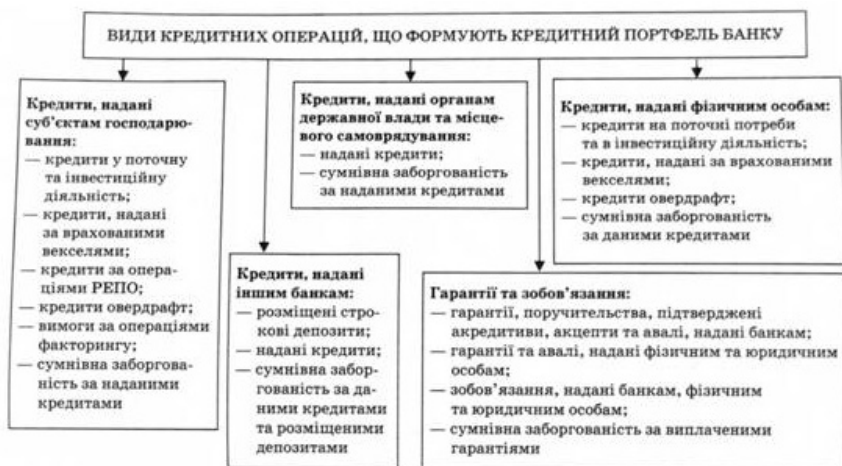 ВИДИ КРЕДИТНИХ ОПЕРАЦІЙ, ЩО ФОРМУЮТЬ КРЕДИТНИЙ ПОРТФЕЛЬ БАНКУ
Кредити, надані
суб’єктам господарю-
вання:
— кредити у поточну
та інвестиційну
діяльність;
— кредити, надані
за врахованими
векселями;
— кредити за опера-
ціями РЕПО;
— кредити овердрафт;
— вимоги за операціями
факторингу;
— сумнівна заборгова-
ність за наданими
кредитами
Кредити, надані
іншим банкам:
— розміщені стро-
кові депозити;
— надані кредити;
— сумнівна забор-
гованість за да-
ними кредитами
та розміщеними
депозитами
Кредити, надані органам
державної влади та місце-
вого самоврядування:
— надані кредити;
— сумнівна заборгованість
за наданими кредитами
Гарантії та зобов’язання:
— гарантії, поручительства, підтверджені
акредитиви, акцепти та авалі, надані банкам;
— гарантії та авалі, надані фізичним та юридичним
особам;
— зобов’язання, надані банкам, фізичним
та юридичним особам;
— сумнівна заборгованість за виплаченими
гарантіями
Кредити, надані фізичним особам:
— кредити на поточні потреби
та в інвестиційну діяльність;
— кредити, надані за врахованими
векселями;
— кредити овердрафт;
— сумнівна заборгованість
за даними кредитами